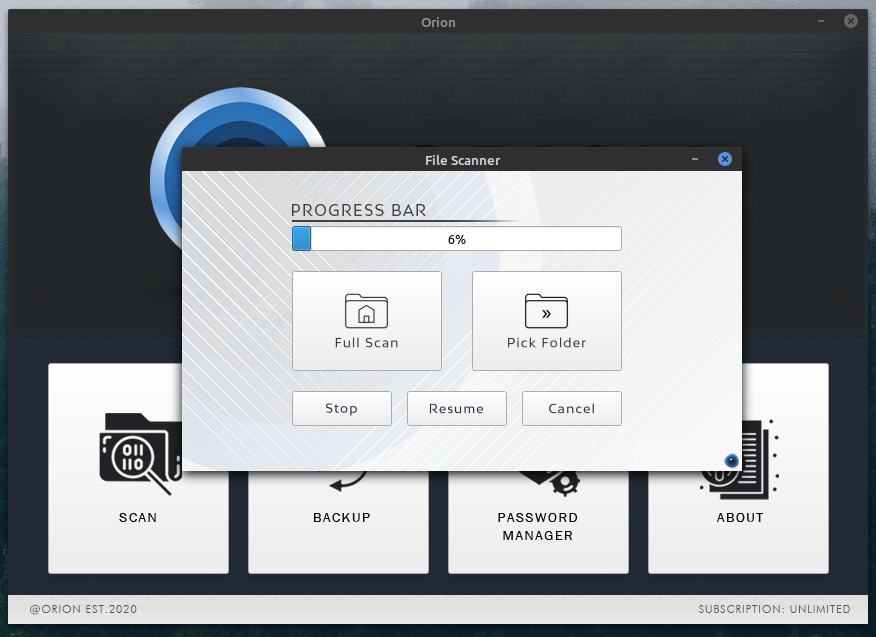 Orion
File Scanner
PROGRESS BAR
6%
Full Scan
Pick Folder
Stop
Resume
Cancel
SCAN
BACKUP
PASSWORD
MANAGER
ABOUT
@ORION EST.2020
SUBSCRIPTION: UNLIMITED